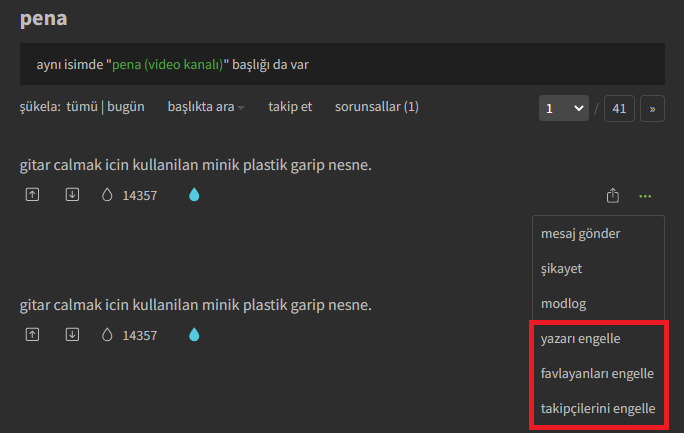 pena
aynı isimde "pena (video kanalı)" başlığı da var
şükela: tümü | bugün başlıkta ara takip et sorunsallar (1) 1 / 41 »
gitar calmak icin kullanilan minik plastik garip nesne.
14357
mesaj gönder
şikayet
modlog
gitar calmak icin kullanilan minik plastik garip nesne.
14357
yazarı engelle
favlayanları engelle
takipçilerini engelle